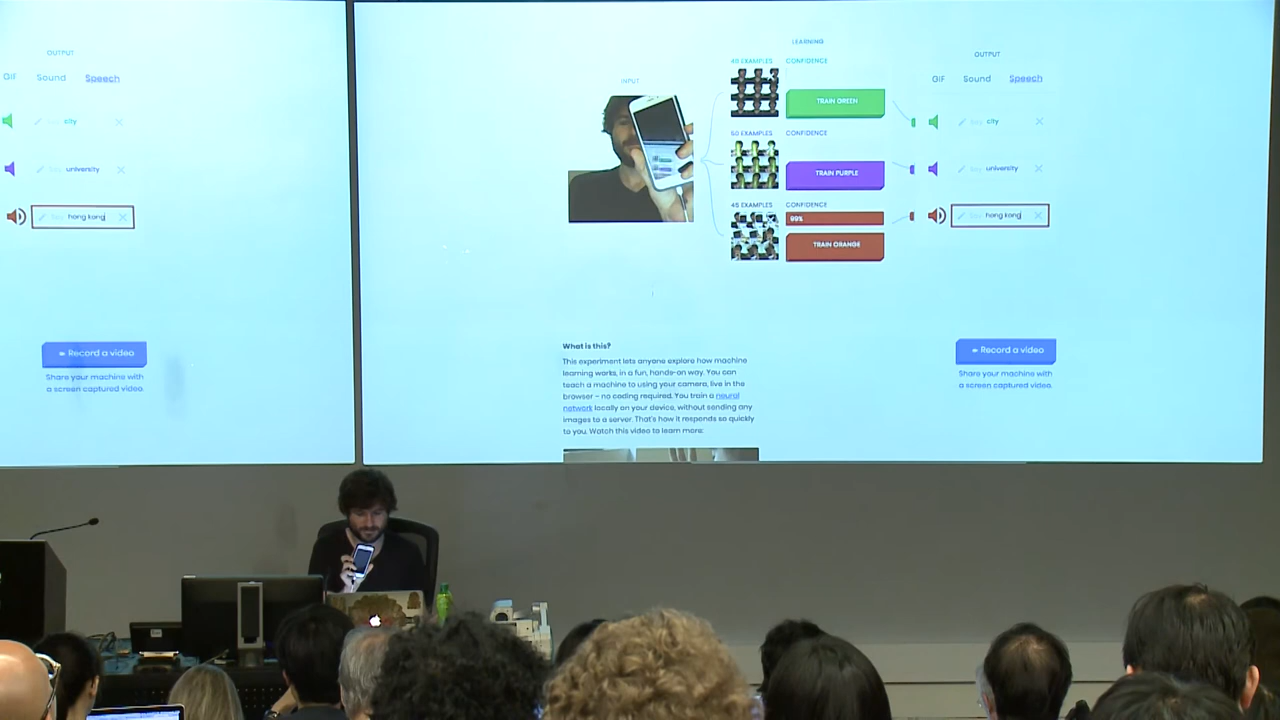 OUTPUT
GIF Sound Speech
city
university
hong kong
Record a video
Share your machine with
a screen captured video.
INPUT
LEARNING
49 EXAMPLES CONFIDENCE
TRAIN GREEN
50 EXAMPLES CONFIDENCE
TRAIN PURPLE
45 EXAMPLES CONFIDENCE
99%
TRAIN ORANGE
OUTPUT
GIF Sound Speech
Say city
Say university
Say hong kong
What is this?
This experiment lets anyone explore how machine
learning works, in a fun, hands-on way. You can
teach a machine to using your camera, live in the
browser – no coding required. You train a neural
network locally on your device, without sending any
images to a server. That's how it responds so quickly
to you. Watch this video to learn more:
Record a video
Share your machine with
a screen captured video.